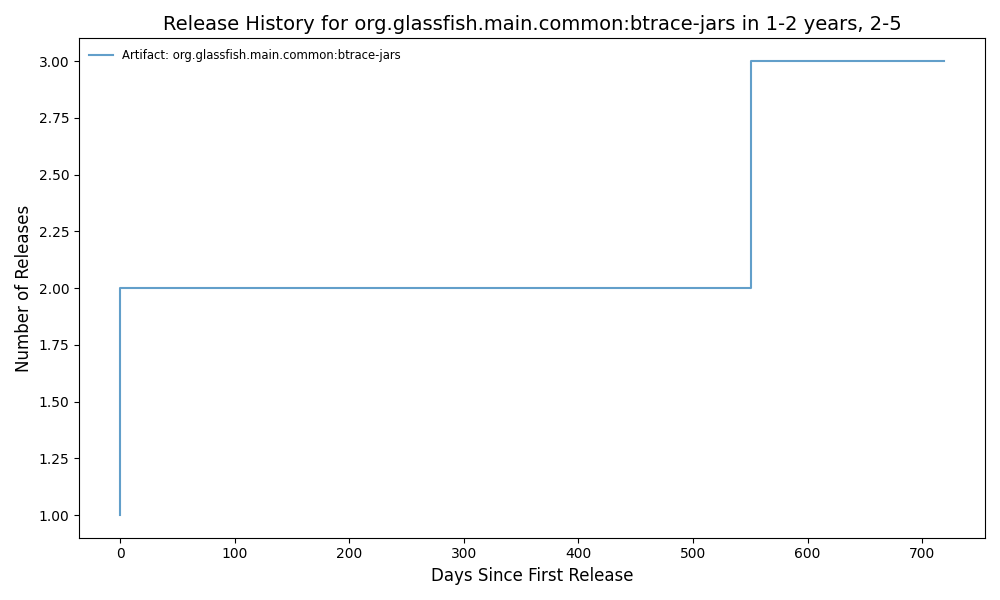 Release History for org.glassfish.main.common:btrace-jars in 1-2 years, 2-5
Artifact: org.glassfish.main.common:btrace-jars
Number of Releases
3.00
2.75
2.50
2.25
2.00
1.75
1.50
1.25
1.00
0 100 200 300 400 500 600 700
Days Since First Release